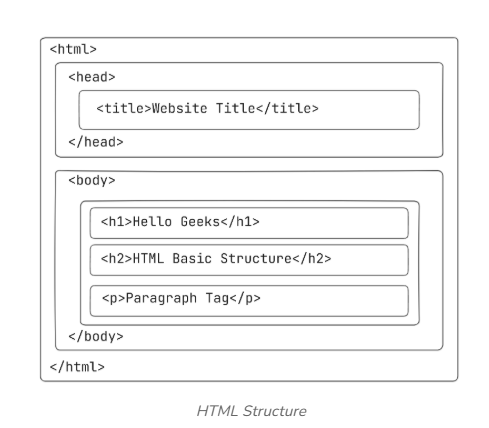 <html>
<head>
<title>Website Title</title>
</head>
<body>
<h1>Hello Geeks</h1>
<h2>HTML Basic Structure</h2>
<p>Paragraph Tag</p>
</body>
</html>
HTML Structure